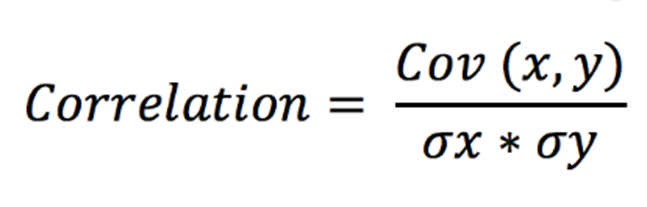 Correlation = Cov (x, y)
σx * σy